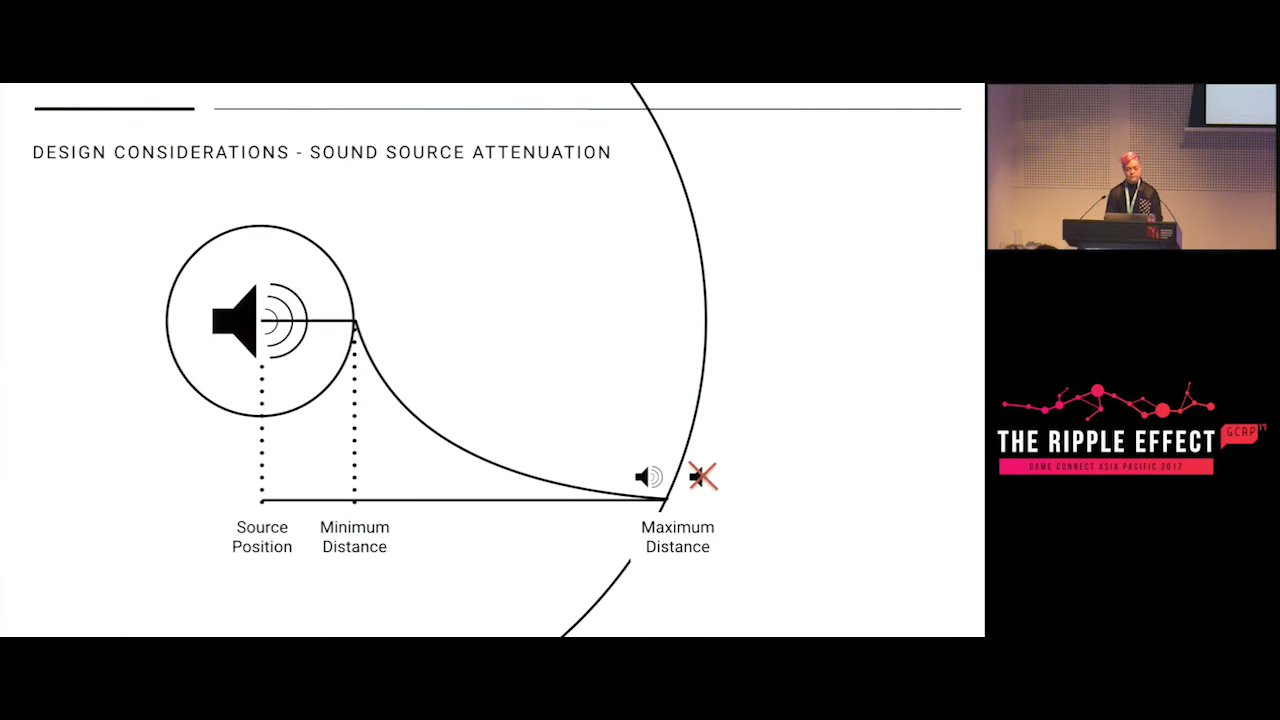 DESIGN CONSIDERATIONS - SOUND SOURCE ATTENUATION
Source
Position
Minimum
Distance
Maximum
Distance
THE RIPPLE EFFECT
GCAP17
GAME CONNECT ASIA PACIFIC 2017